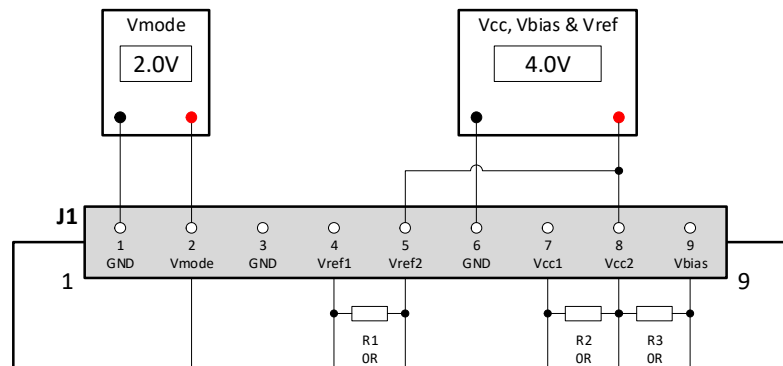 Vmode
Vcc, Vbias & Vref
2.0V
4.0V
J1
1 2 3 4 5 6 7 8 9
GND Vmode GND Vref1 Vref2 GND Vcc1 Vcc2 Vbias
1
9
R1 R2 R3
0R 0R 0R